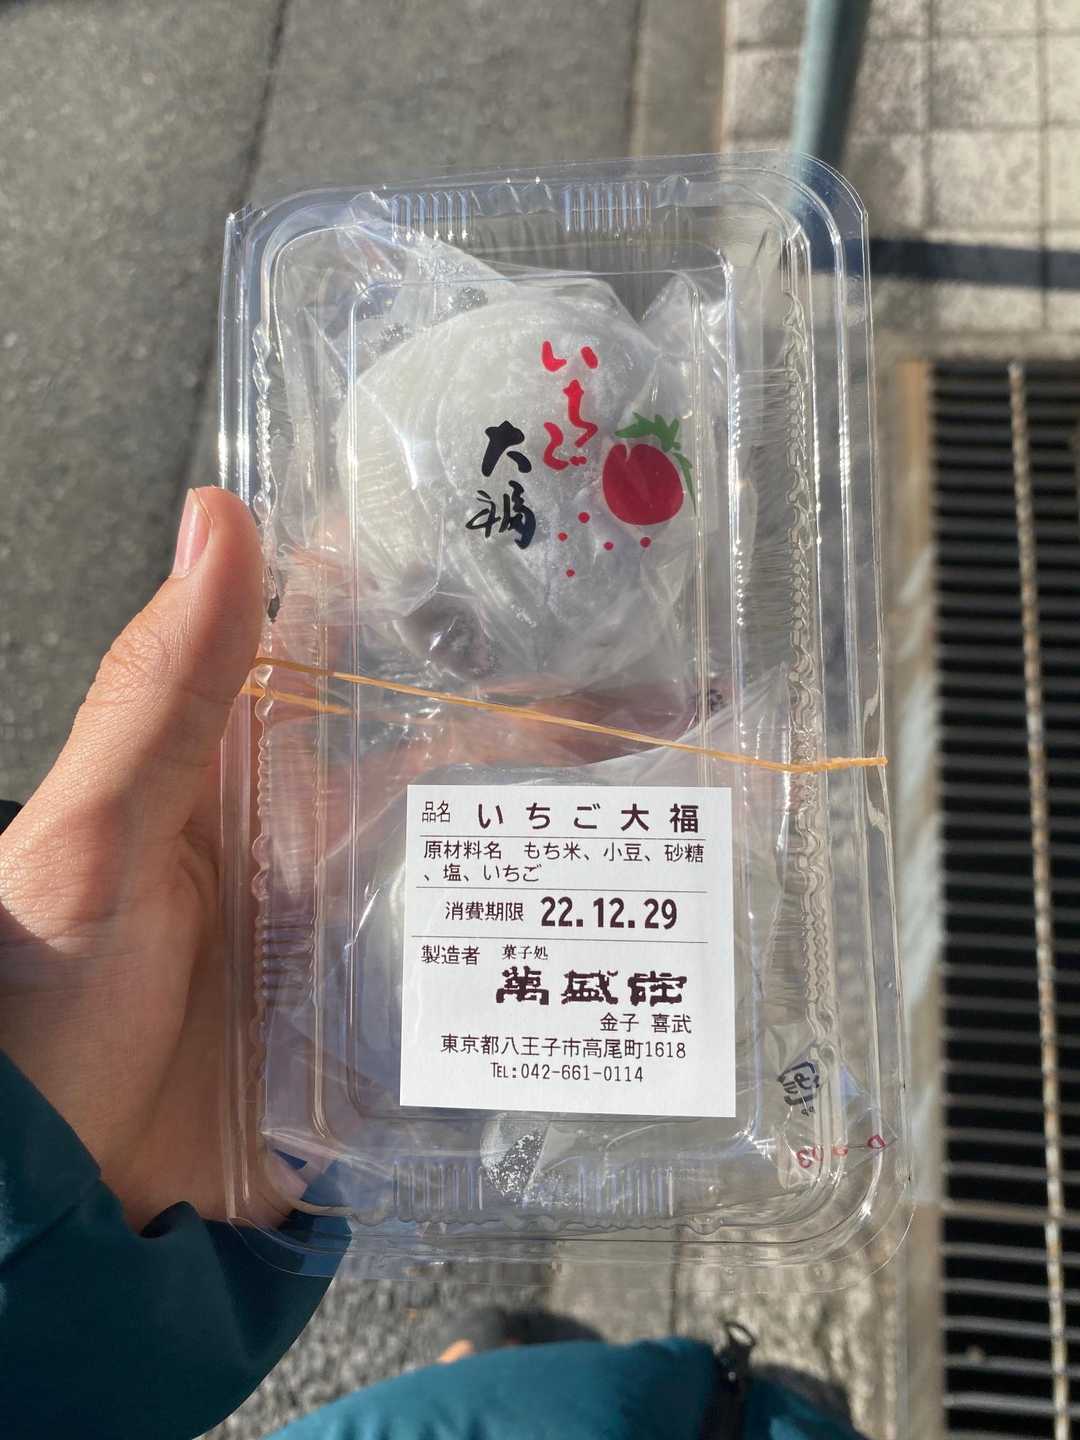 いちご
大福
品名 いちご大福
原材料名 もち米、小豆、砂糖
、塩、いちご
消費期限 22.12.29
製造者 菓子処
萬盛堂
金子 喜武
東京都八王子市高尾町1618
TEL:042-661-0114